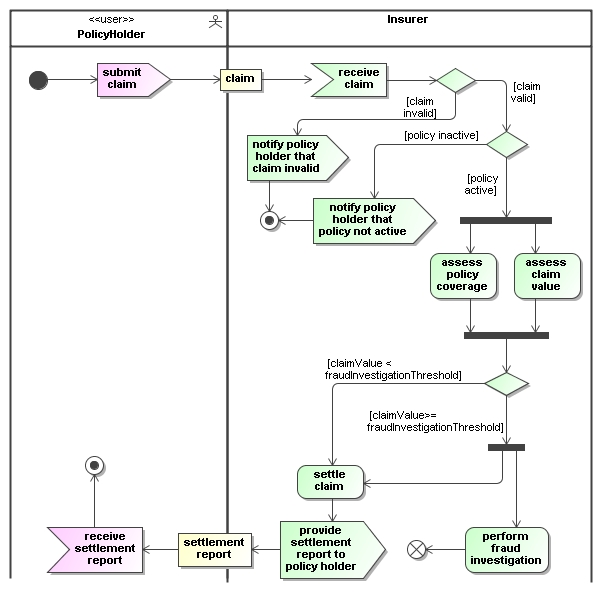 <<user>>
PolicyHolder
Insurer
submit
claim
claim
receive
claim
[claim
valid]
[claim
invalid]
notify policy
holder that
claim invalid
[policy inactive]
[policy
active]
notify policy
holder that
policy not active
assess
policy
coverage
assess
claim
value
[claimValue <
fraudInvestigationThreshold]
[claimValue>=
fraudInvestigationThreshold]
settle
claim
receive
settlement
report
settlement
report
provide
settlement
report to
policy holder
perform
fraud
investigation